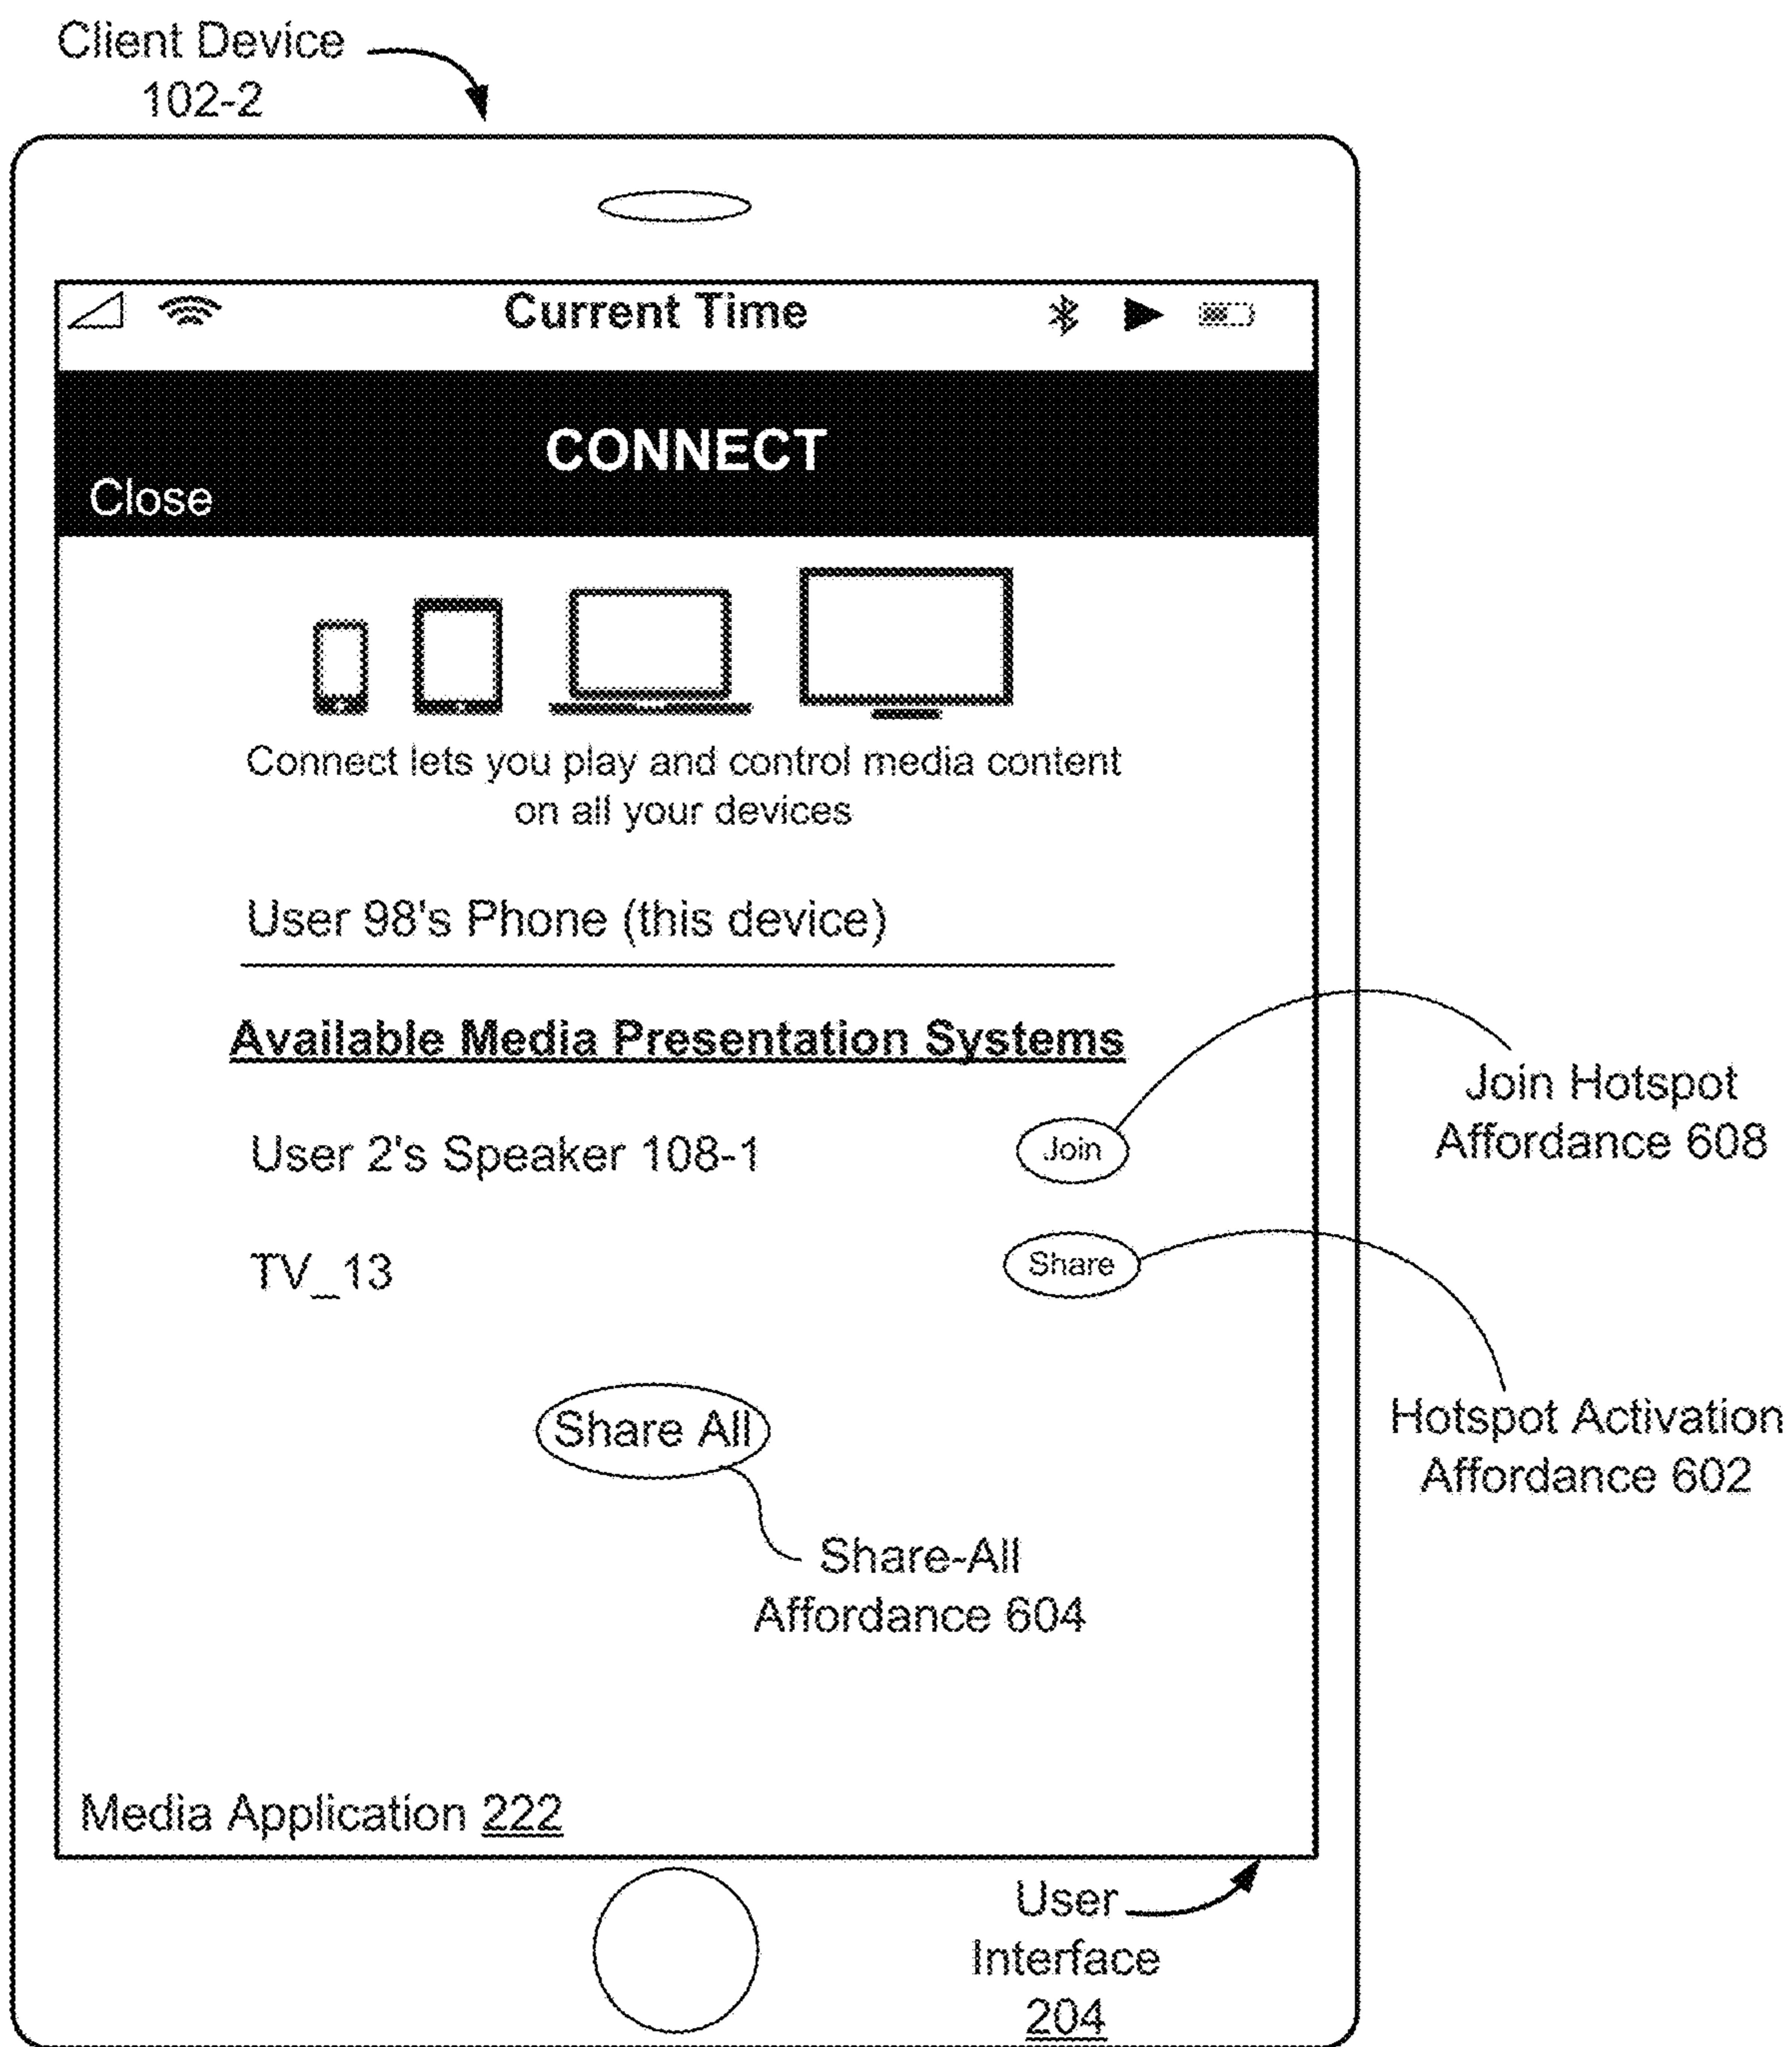 Client Device
102-2
Current Time
CONNECT
Close
Connect lets you play and control media content
on all your devices
User 98's Phone (this device)
Available Media Presentation Systems
User 2's Speaker 108-1
Join
Join Hotspot
Affordance 608
TV_13
Share
Hotspot Activation
Affordance 602
Share All
Share-All
Affordance 604
Media Application 222
User
Interface
204